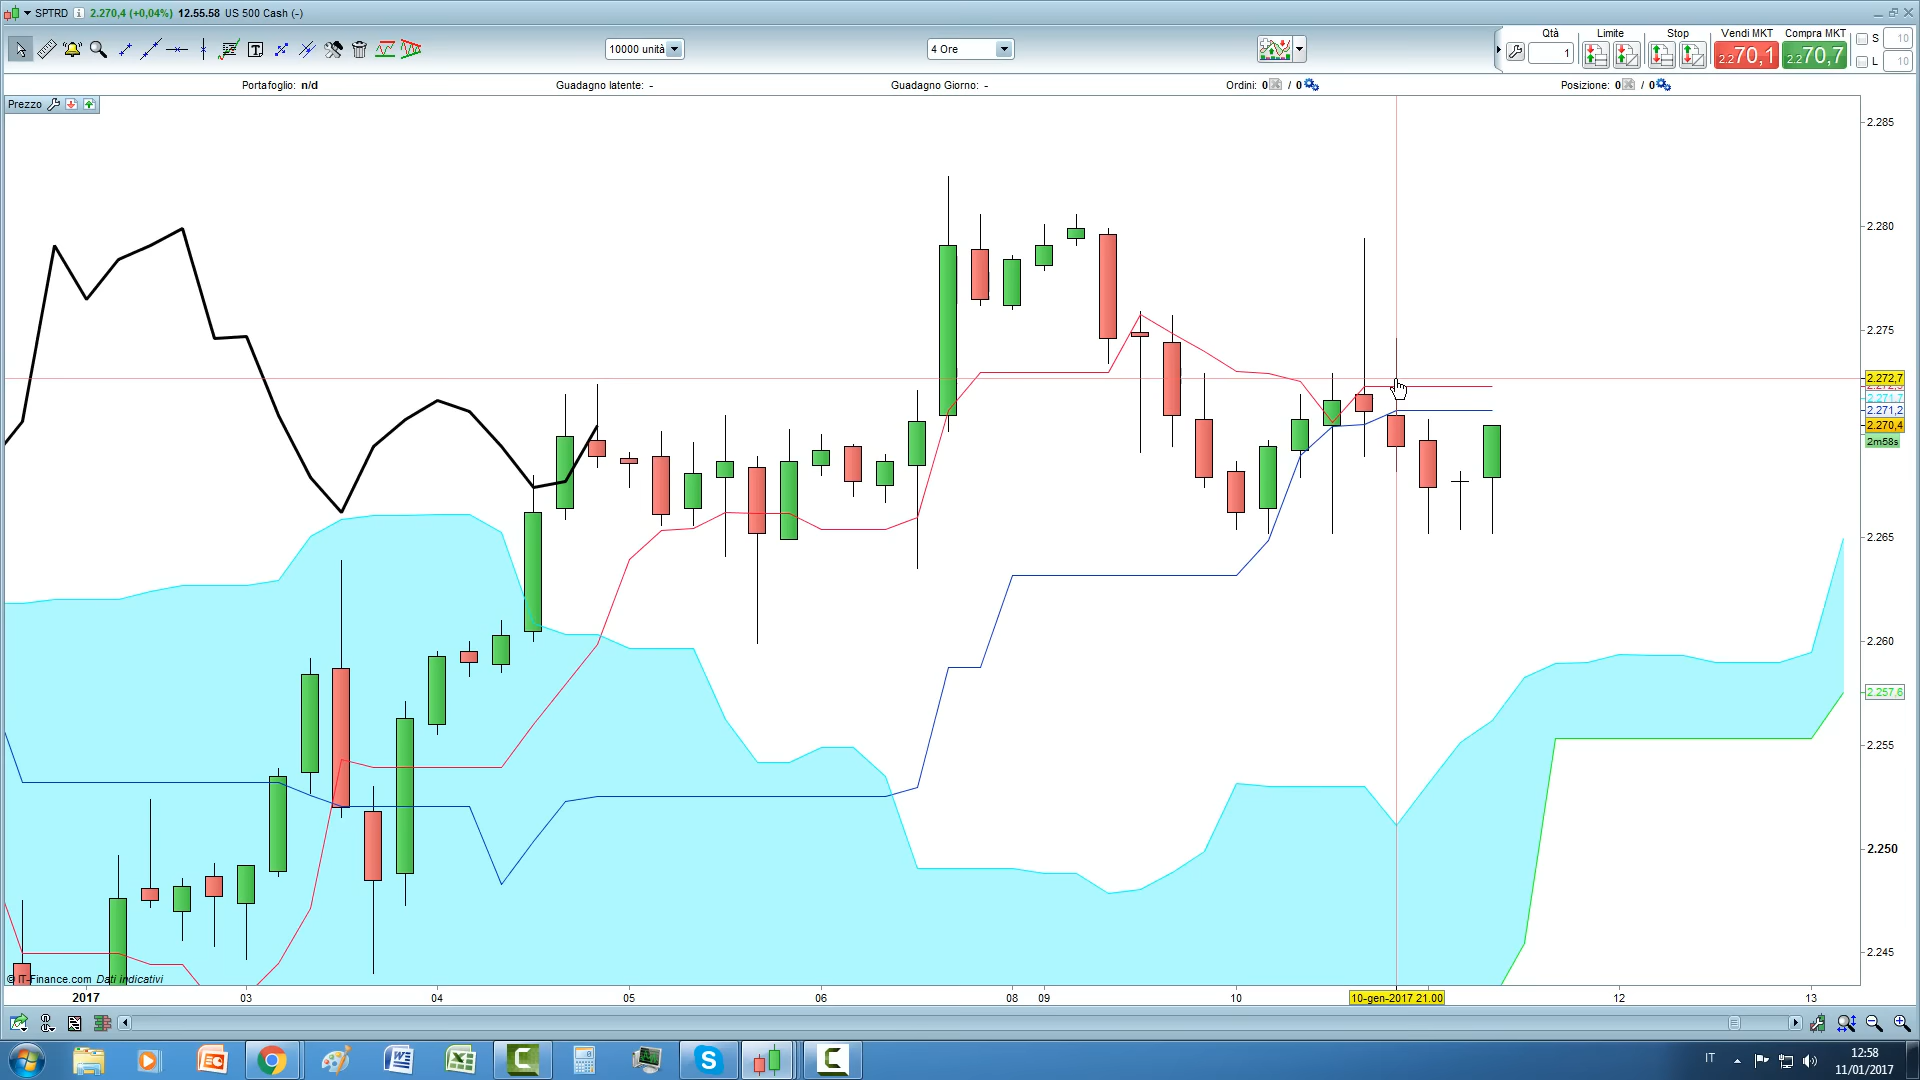 SPTRD 2.270,4 (+0,04%) 12.55.58 US 500 Cash (-)
10000 unità
4 Ore
Qtà Limite Stop Vendi MKT Compra MKT
1 2.270,1 2.270,7
S 10
L 10
Portafoglio: n/d Guadagno latente: - Guadagno Giorno: - Ordini: 0 / 0 Posizione: 0 / 0
Prezzo
2.285
2.280
2.275
2.272,7
2.271,7
2.271,2
2.270,4
2m58s
2.265
2.260
2.257,6
2.255
2.250
2.245
© IT-Finance.com Dati indicativi
2017 03 04 05 06 08 09 10 10-gen-2017 21.00 12 13
IT
12:58
11/01/2017